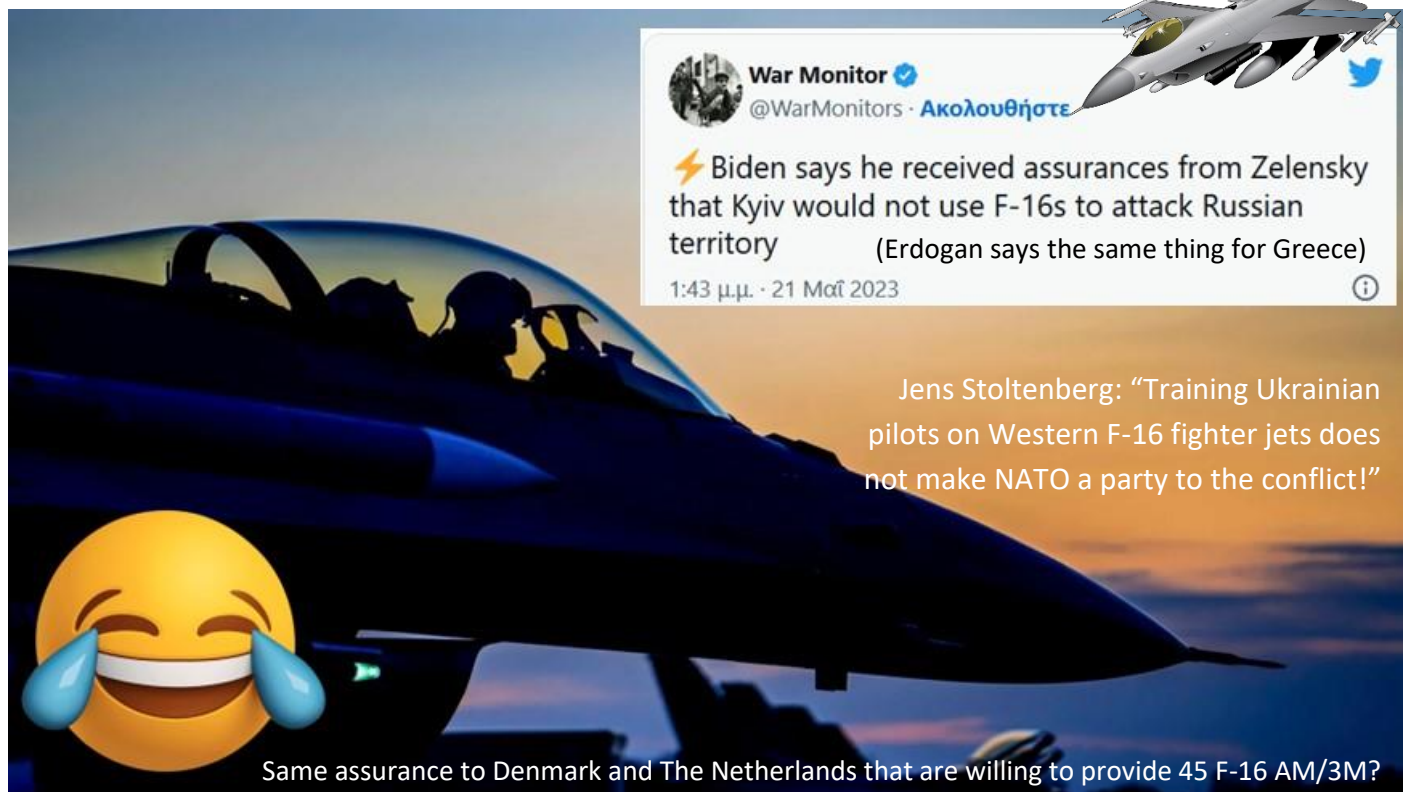 War Monitor
@WarMonitors · Ακολουθήστε
⚡Biden says he received assurances from Zelensky
that Kyiv would not use F-16s to attack Russian
territory (Erdogan says the same thing for Greece)
1:43 μ.μ. · 21 Μαΐ 2023
Jens Stoltenberg: “Training Ukrainian
pilots on Western F-16 fighter jets does
not make NATO a party to the conflict!”
Same assurance to Denmark and The Netherlands that are willing to provide 45 F-16 AM/3M?